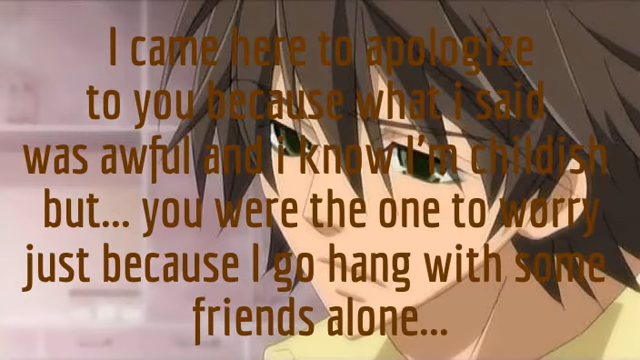 I came here to apologize
to you because what i said
was awful and i know I'm childish
but... you were the one to worry
just because I go hang with some
friends alone...